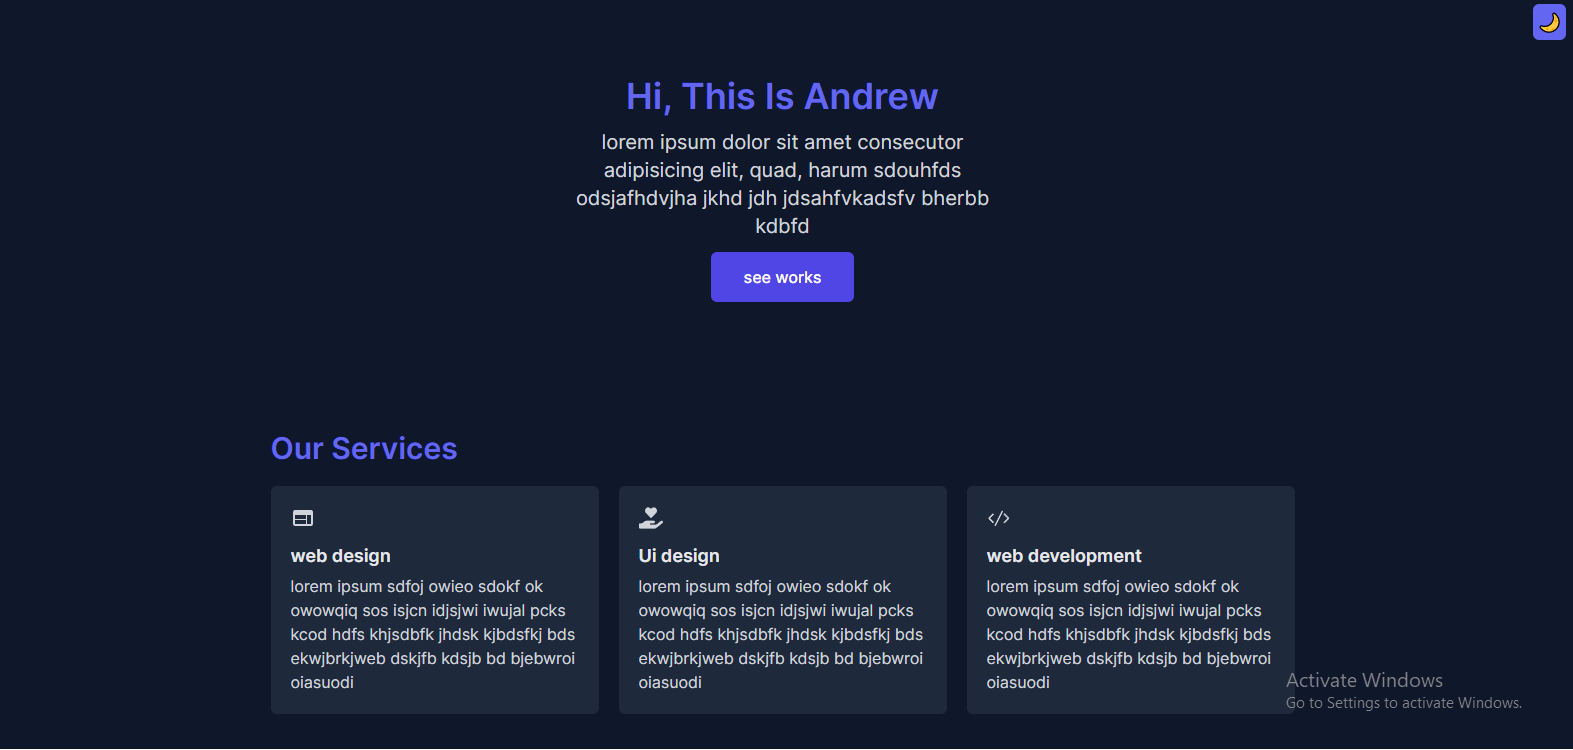 Hi, This Is Andrew
lorem ipsum dolor sit amet consecutor
adipisicing elit, quad, harum sdouhfds
odsjafhdvjha jkhd jdh jdsahfvkadsfv bherbb
kdbfd
see works
Our Services
web design
lorem ipsum sdfoj owieo sdokf ok
owowqiq sos isjcn idjsjwi iwujal pcks
kcod hdfs khjsdbfk jhdsk kjbdsfkj bds
ekwjbrkjweb dskjfb kdsjb bd bjebwroi
oiasuodi
Ui design
lorem ipsum sdfoj owieo sdokf ok
owowqiq sos isjcn idjsjwi iwujal pcks
kcod hdfs khjsdbfk jhdsk kjbdsfkj bds
ekwjbrkjweb dskjfb kdsjb bd bjebwroi
oiasuodi
web development
lorem ipsum sdfoj owieo sdokf ok
owowqiq sos isjcn idjsjwi iwujal pcks
kcod hdfs khjsdbfk jhdsk kjbdsfkj bds
ekwjbrkjweb dskjfb kdsjb bd bjebwroi
oiasuodi
Activate Windows
Go to Settings to activate Windows.